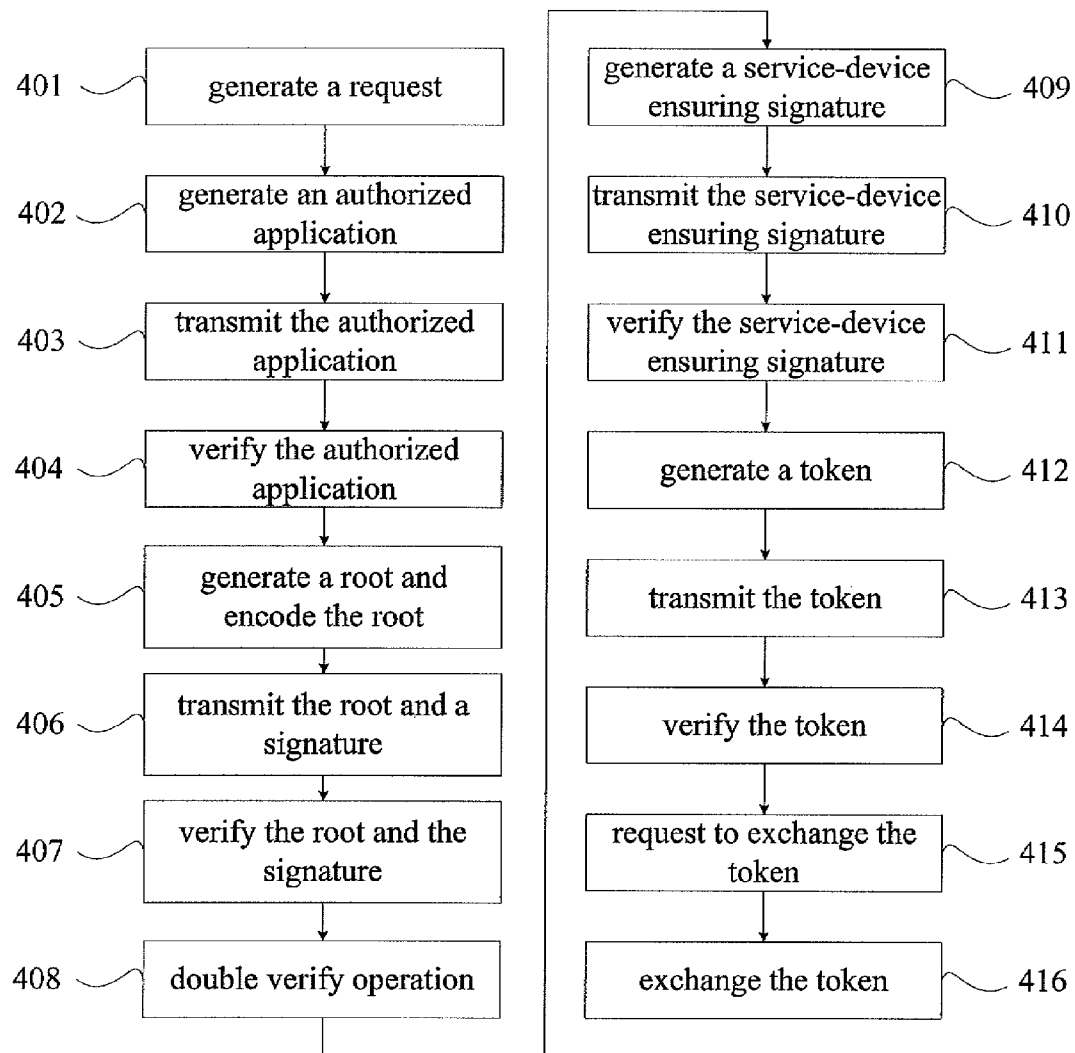 401
generate a request
402
generate an authorized
application
403
transmit the authorized
application
404
verify the authorized
application
405
generate a root and
encode the root
406
transmit the root and a
signature
407
verify the root and the
signature
408
double verify operation
generate a service-device
ensuring signature
409
transmit the service-device
ensuring signature
410
verify the service-device
ensuring signature
411
generate a token
412
transmit the token
413
verify the token
414
request to exchange the
token
415
exchange the token
416